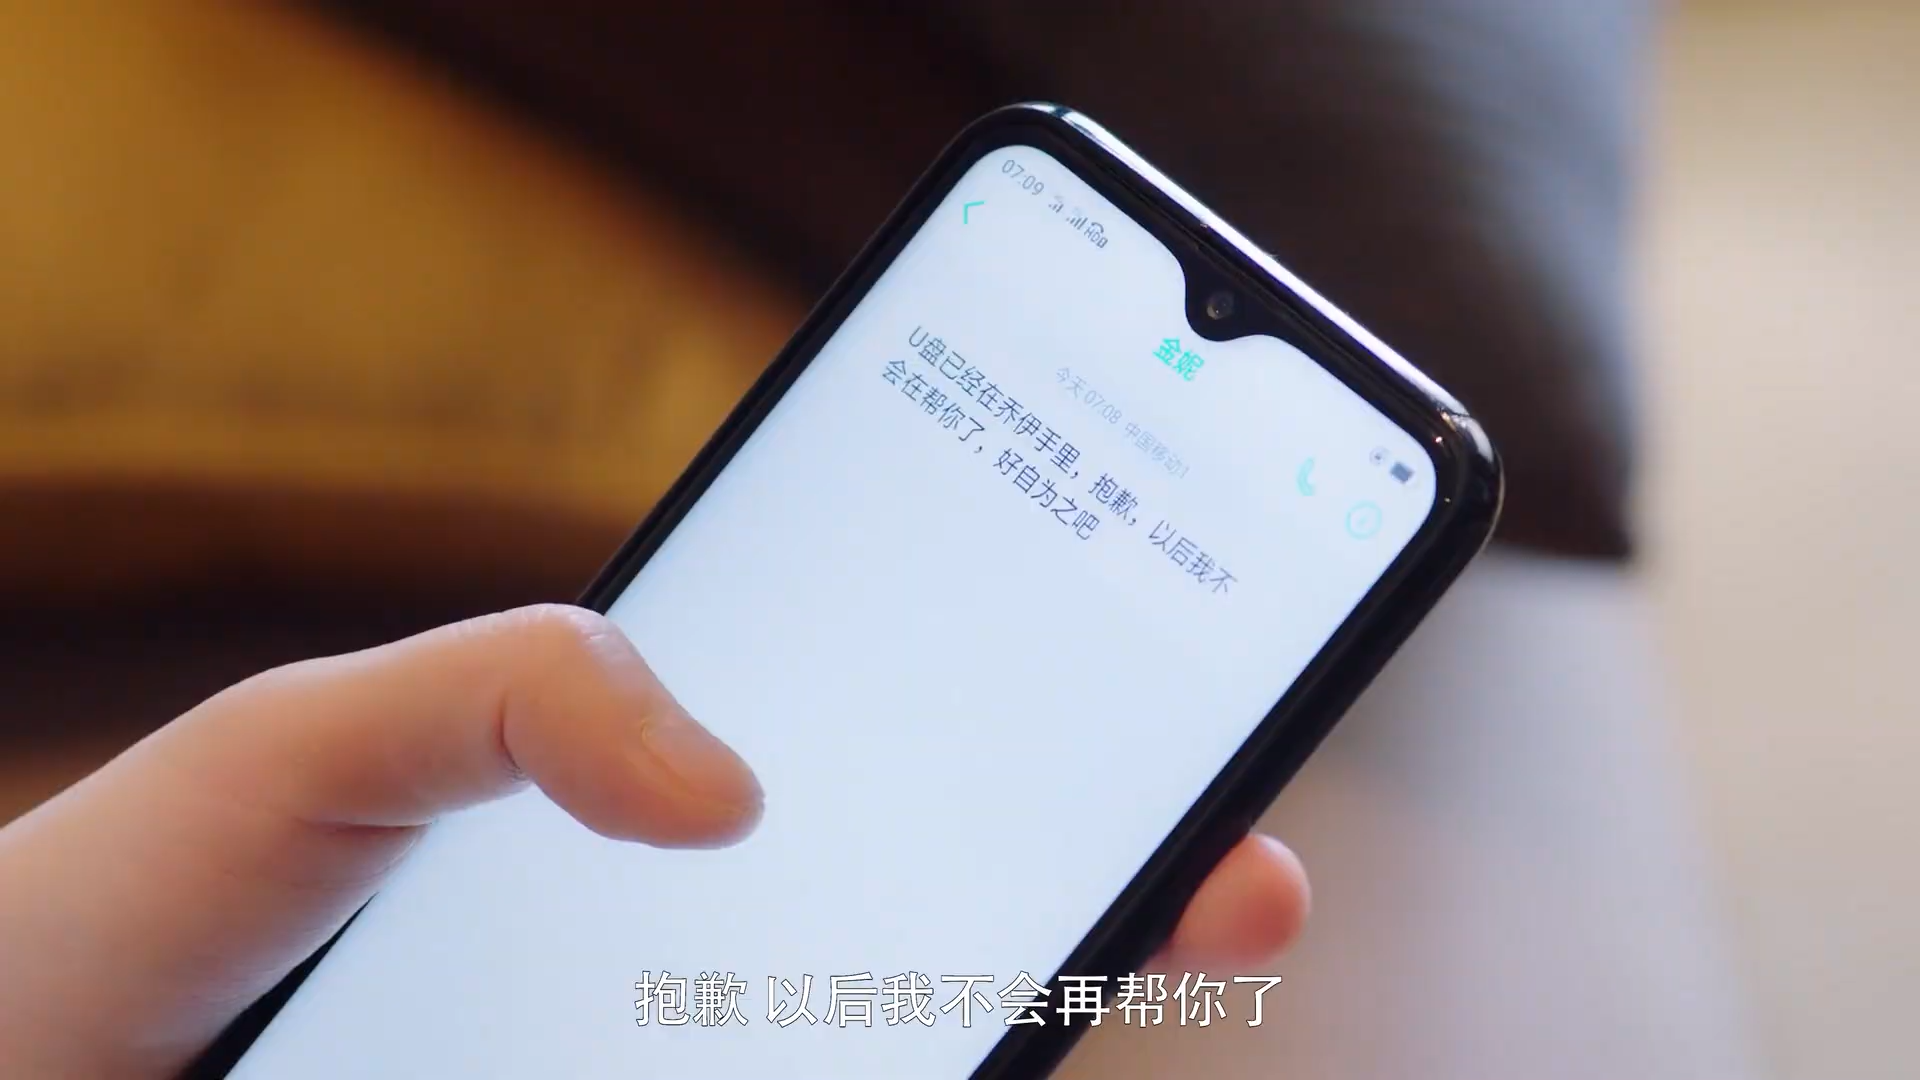 07:09
金妮
今天 07:08 中国移动1
U盘已经在乔伊手里，抱歉，以后我不
会在帮你了，好自为之吧
抱歉 以后我不会再帮你了